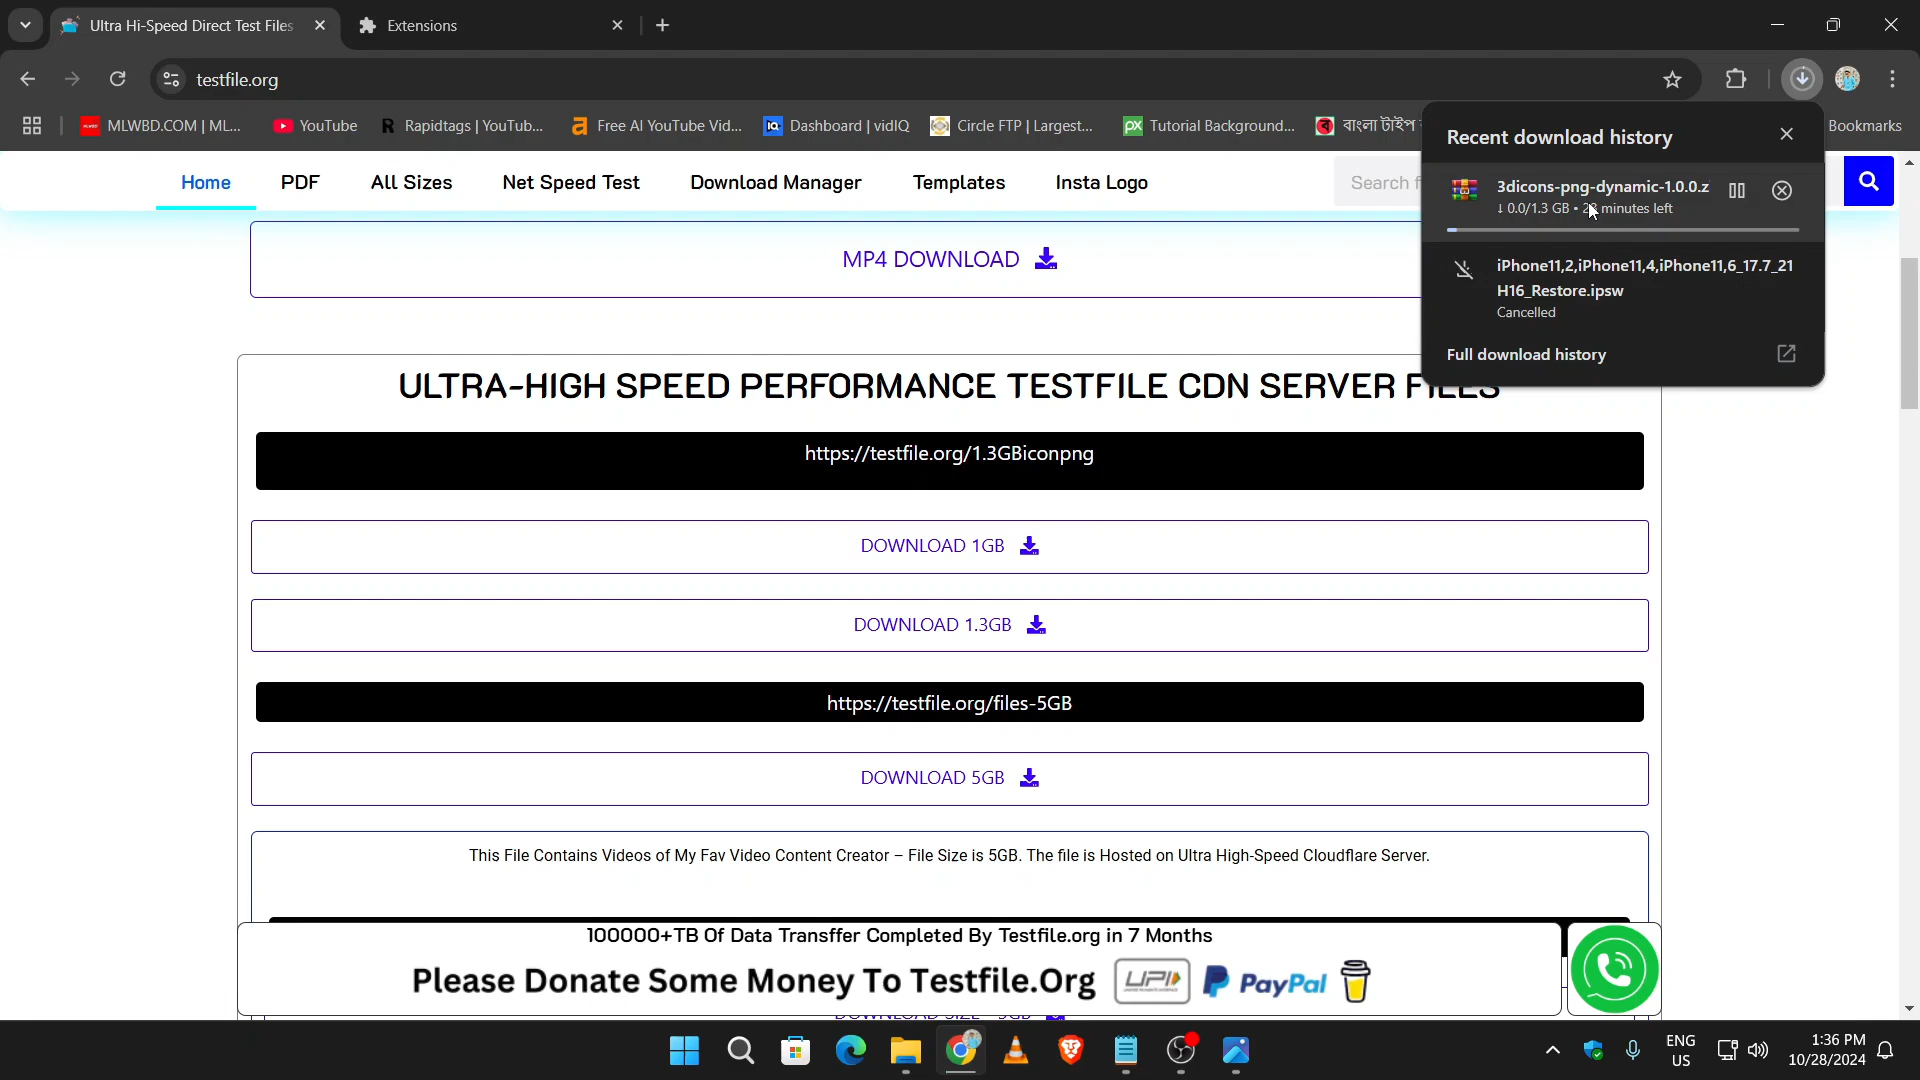 Ultra Hi-Speed Direct Test Files
Extensions
testfile.org
MLWBD.COM | ML...
YouTube
Rapidtags | YouTub...
Free AI YouTube Vid...
Dashboard | vidIQ
Circle FTP | Largest...
Tutorial Background...
বাংলা টাইপ
Bookmarks
Home
PDF
All Sizes
Net Speed Test
Download Manager
Templates
Insta Logo
Search f
Recent download history
3dicons-png-dynamic-1.0.0.z
↓ 0.0/1.3 GB • minutes left
iPhone11,2,iPhone11,4,iPhone11,6_17.7_21
H16_Restore.ipsw
Cancelled
Full download history
MP4 DOWNLOAD
ULTRA-HIGH SPEED PERFORMANCE TESTFILE CDN SERVER FILES
https://testfile.org/1.3GBiconpng
DOWNLOAD 1GB
DOWNLOAD 1.3GB
https://testfile.org/files-5GB
DOWNLOAD 5GB
This File Contains Videos of My Fav Video Content Creator – File Size is 5GB. The file is Hosted on Ultra High-Speed Cloudflare Server.
100000+TB Of Data Transffer Completed By Testfile.org in 7 Months
Please Donate Some Money To Testfile.Org
UPI
PayPal
ENG
US
1:36 PM
10/28/2024